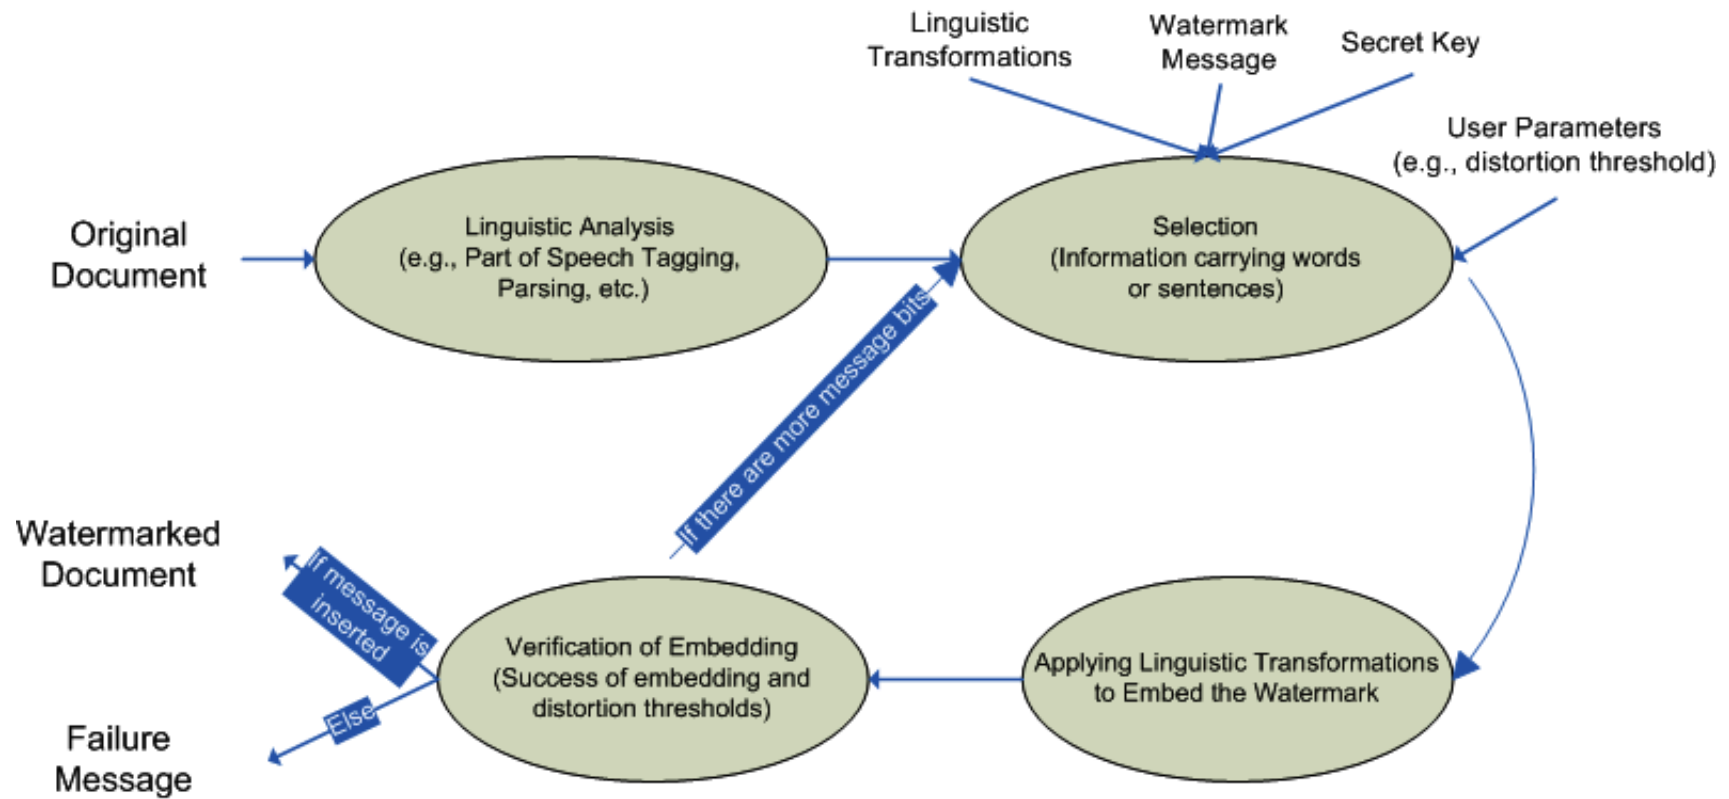 Linguistic
Transformations
Watermark
Message
Secret Key
User Parameters
(e.g., distortion threshold)
Original
Document
Linguistic Analysis
(e.g., Part of Speech Tagging,
Parsing, etc.)
Selection
(Information carrying words
or sentences)
If there are more message bits
Watermarked
Document
If message is
inserted
Verification of Embedding
(Success of embedding and
distortion thresholds)
Applying Linguistic Transformations
to Embed the Watermark
Else
Failure
Message